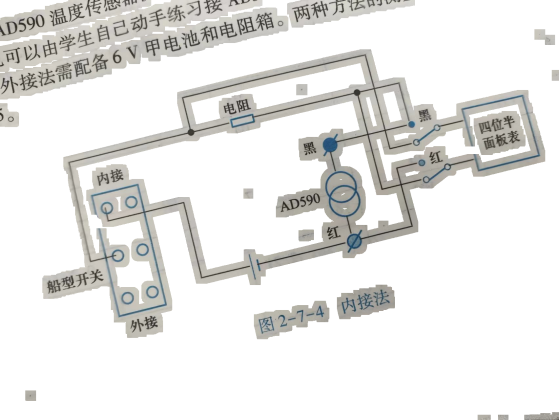 AD590 温度传感器
可以由学生自己动手练习接
外接法需配备 6 V 甲电池和电阻箱。两种方法的
5。
电阻
黑
黑
四位半
面板表
红
内接
AD590
红
船型开关
外接
图 2-7-4 内接法